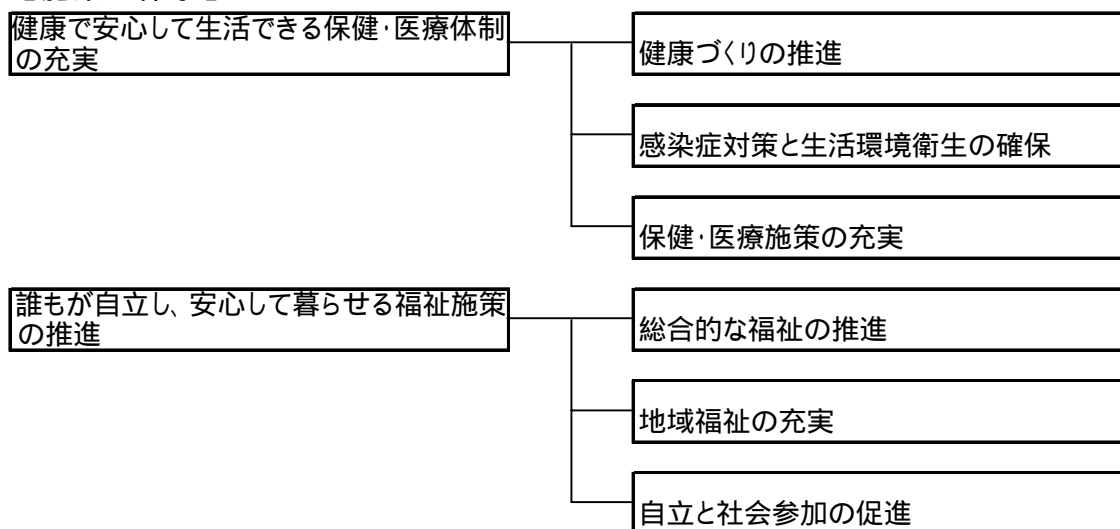 健康で安心して生活できる保健・医療体制
の充実
健康づくりの推進
感染症対策と生活環境衛生の確保
保健・医療施策の充実
誰もが自立し、安心して暮らせる福祉施策
の推進
総合的な福祉の推進
地域福祉の充実
自立と社会参加の促進